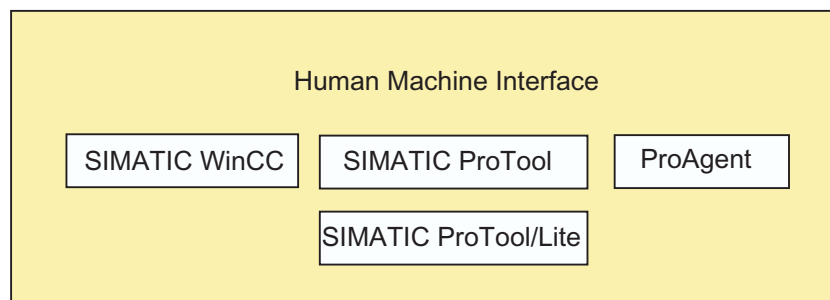 Human Machine Interface
SIMATIC WinCC
SIMATIC ProTool
ProAgent
SIMATIC ProTool/Lite